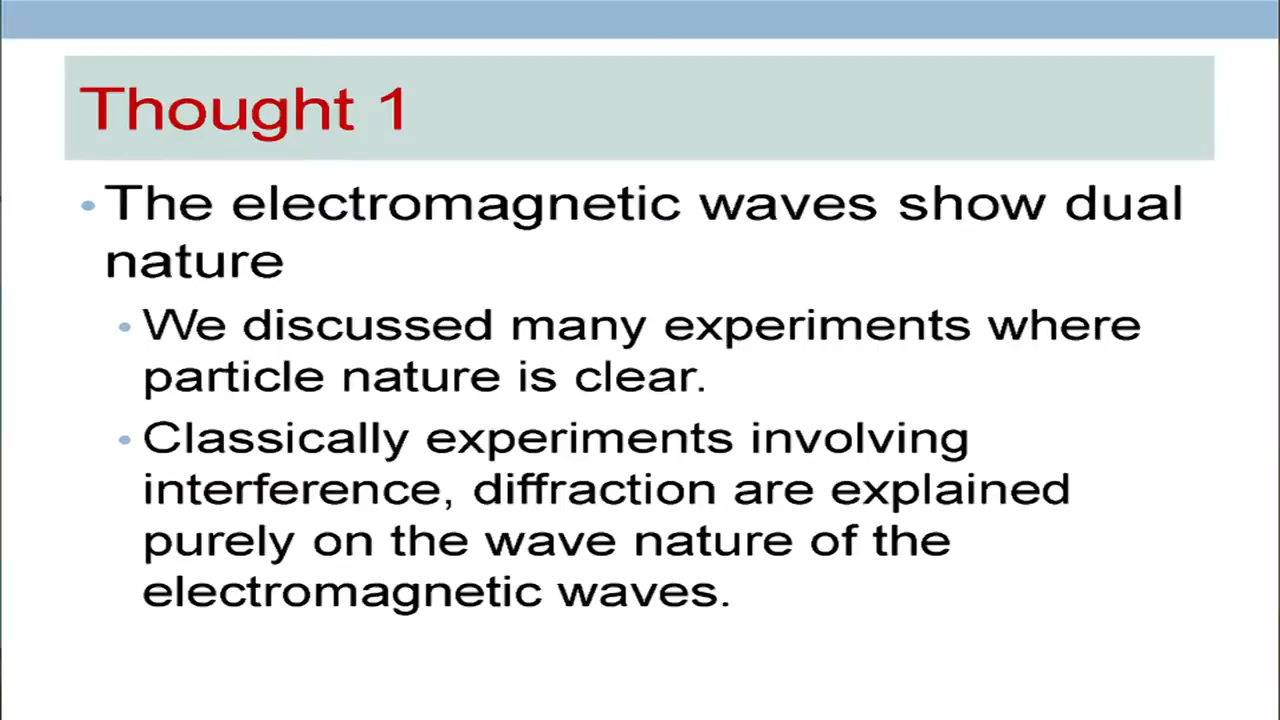 Thought 1
• The electromagnetic waves show dual
nature
• We discussed many experiments where
particle nature is clear.
• Classically experiments involving
interference, diffraction are explained
purely on the wave nature of the
electromagnetic waves.